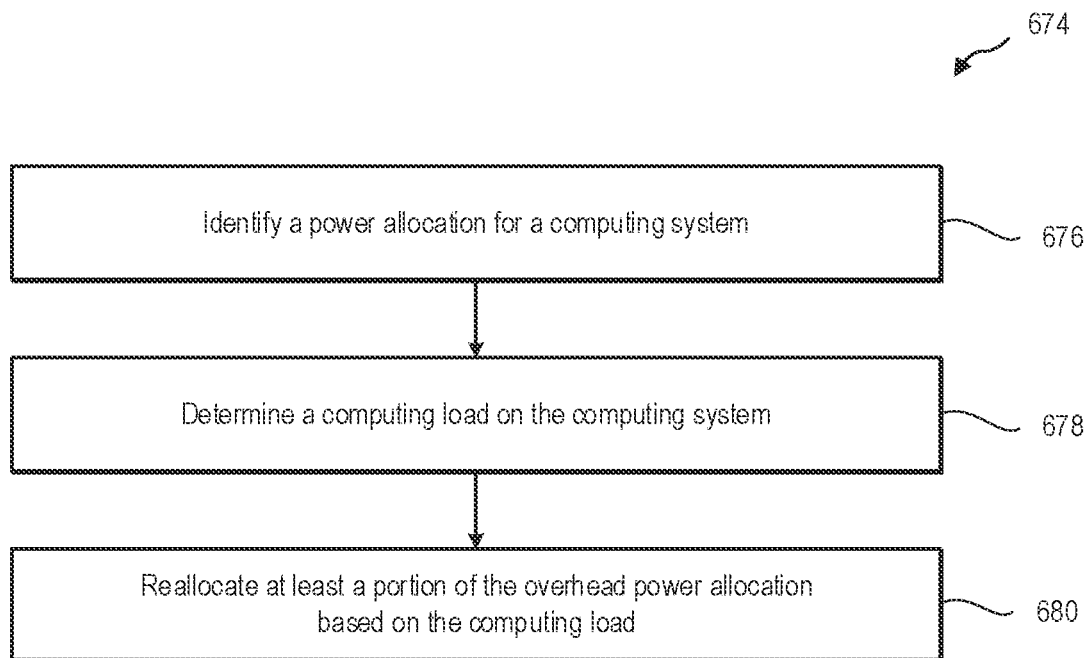 674
Identify a power allocation for a computing system
676
Determine a computing load on the computing system
678
Reallocate at least a portion of the overhead power allocation
based on the computing load
680